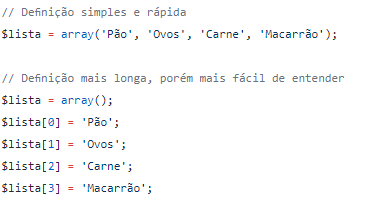 // Definição simples e rápida
$lista = array('Pão', 'Ovos', 'Carne', 'Macarrão');
// Definição mais longa, porém mais fácil de entender
$lista = array();
$lista[0] = 'Pão';
$lista[1] = 'Ovos';
$lista[2] = 'Carne';
$lista[3] = 'Macarrão';